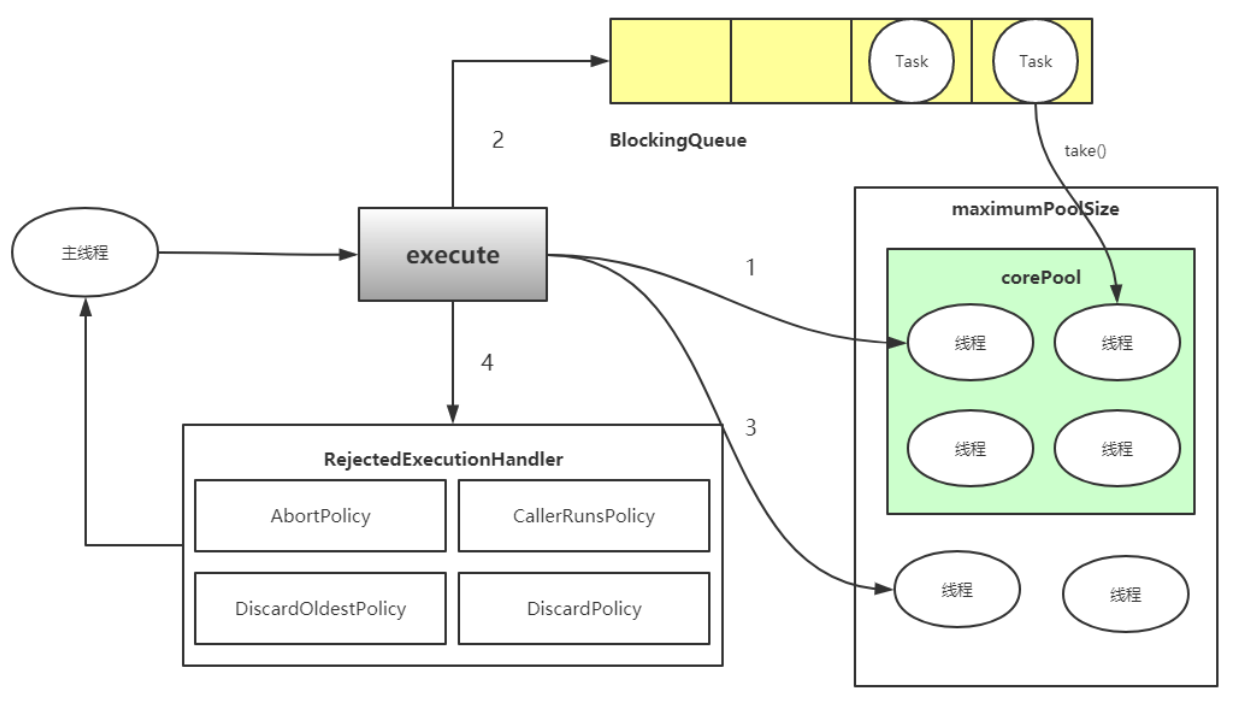 Task
Task
2
BlockingQueue
take()
maximumPoolSize
主线程
execute
1
corePool
线程
线程
4
3
RejectedExecutionHandler
线程
线程
AbortPolicy
CallerRunsPolicy
DiscardOldestPolicy
DiscardPolicy
线程
线程